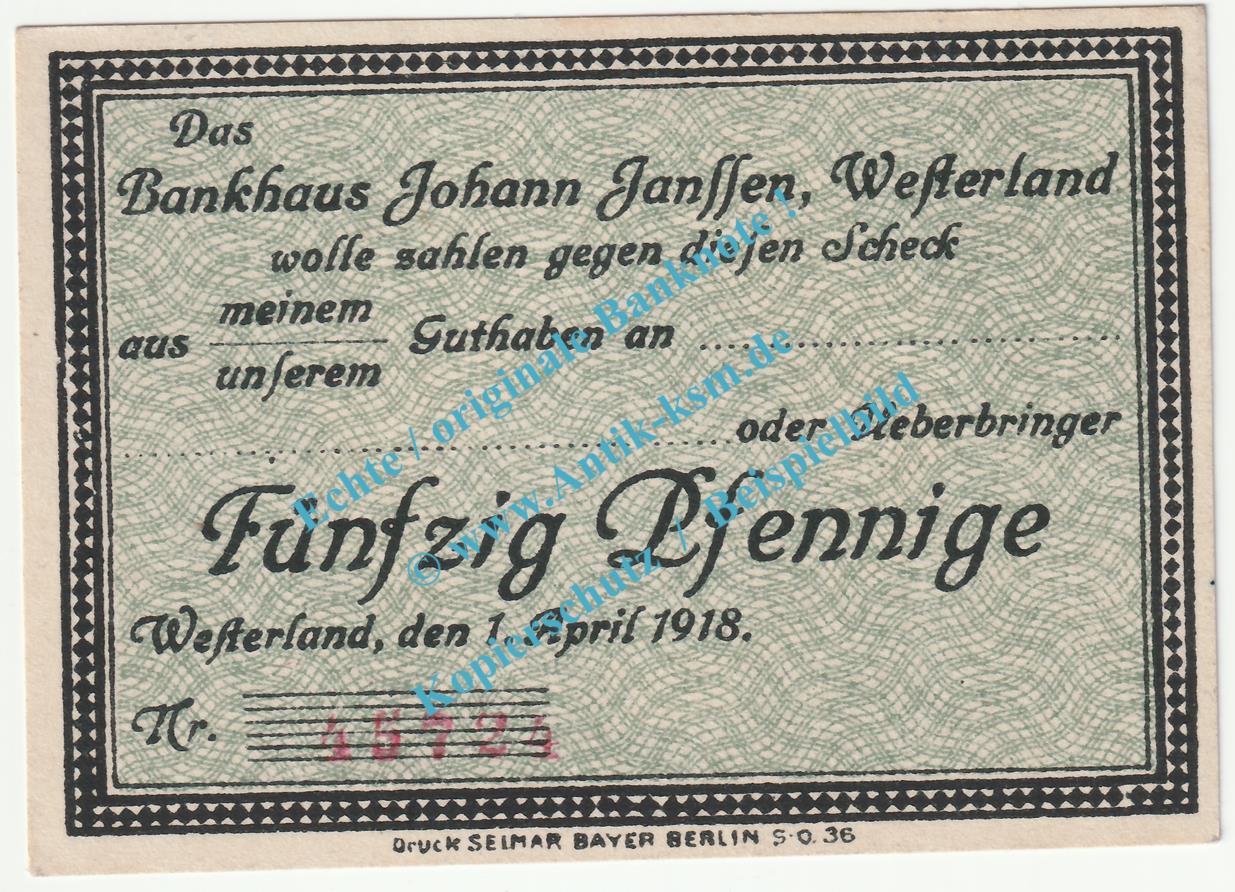 Das
Bankhaus Johann Janſſen, Weſterland
wolle zahlen gegen dieſen Scheck
meinem
aus Guthaben an
unſerem
oder Ueberbringer
Fünfzig Pfennige
Weſterland, den 1. April 1918.
Nr. 45724
Druck SELMAR BAYER BERLIN S.O. 36
Echte / originale Banknote !
© www.Antik-ksm.de
Kopierschutz / Beispielbild